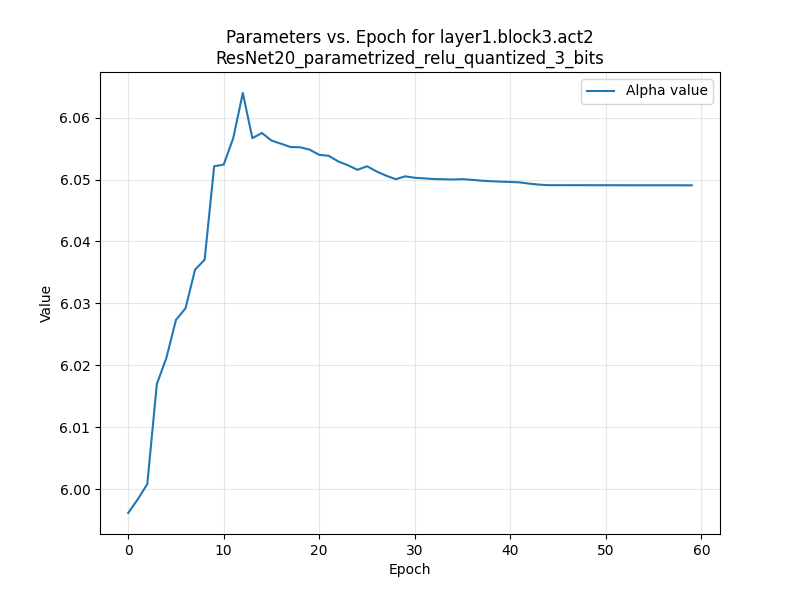 Parameters vs. Epoch for layer1.block3.act2
ResNet20_parametrized_relu_quantized_3_bits
Alpha value
6.06
6.05
6.04
6.03
6.02
6.01
6.00
Value
0 10 20 30 40 50 60
Epoch